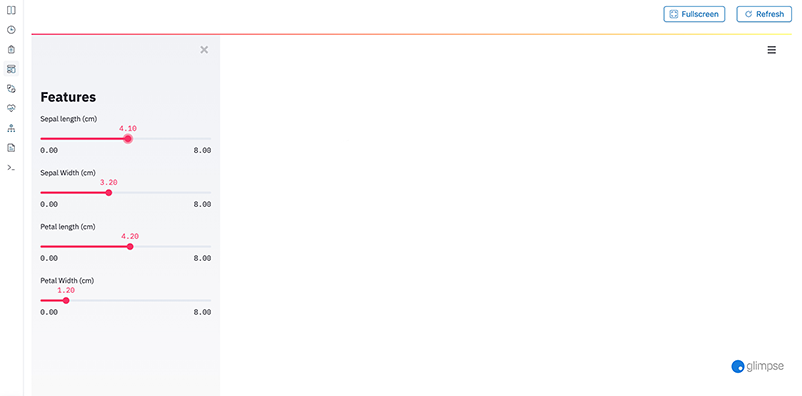 Fullscreen Refresh
Features
Sepal length (cm)
4.10
0.00 8.00
Sepal Width (cm)
3.20
0.00 8.00
Petal length (cm)
4.20
0.00 8.00
Petal Width (cm)
1.20
0.00 8.00
glimpse